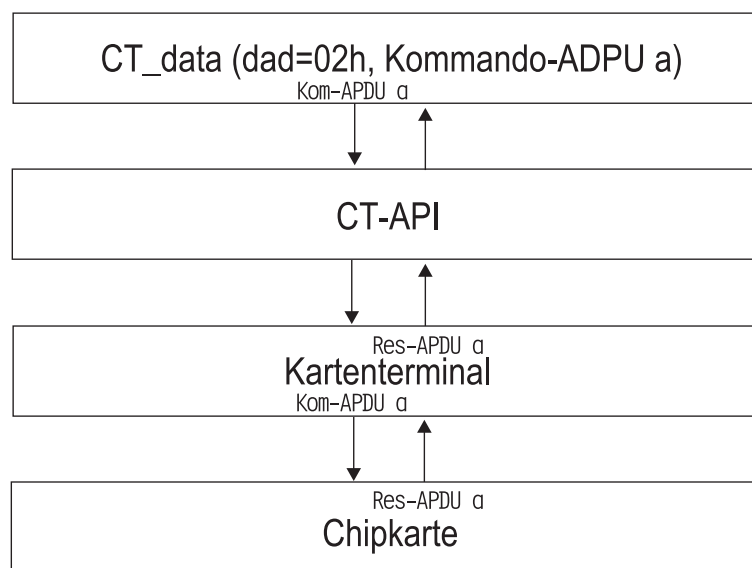 CT_data (dad=02h, Kommando-ADPU a)
Kom-APDU a
CT-API
Res-APDU a
Kartenterminal
Kom-APDU a
Res-APDU a
Chipkarte